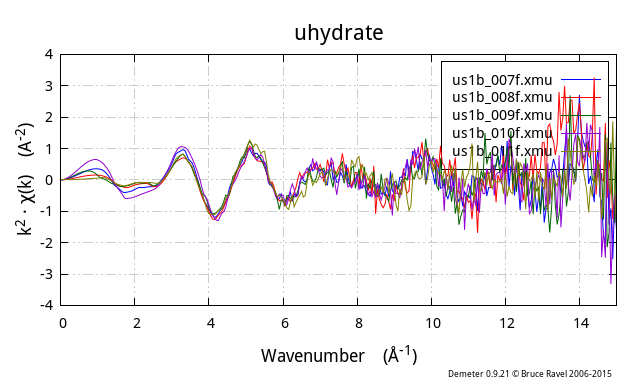 uhydrate
k² · χ(k) (Å⁻²)
4
3
2
1
0
-1
-2
-3
-4
us1b_007f.xmu
us1b_008f.xmu
us1b_009f.xmu
us1b_010f.xmu
0 2 4 6 8 10 12 14
Wavenumber (Å⁻¹)
Demeter 0.9.21 © Bruce Ravel 2006-2015